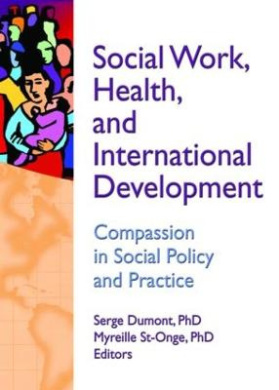 Social Work,
Health,
and
International
Development
Compassion
in Social Policy
and Practice
Serge Dumont, PhD
Myreille St-Onge, PhD
Editors